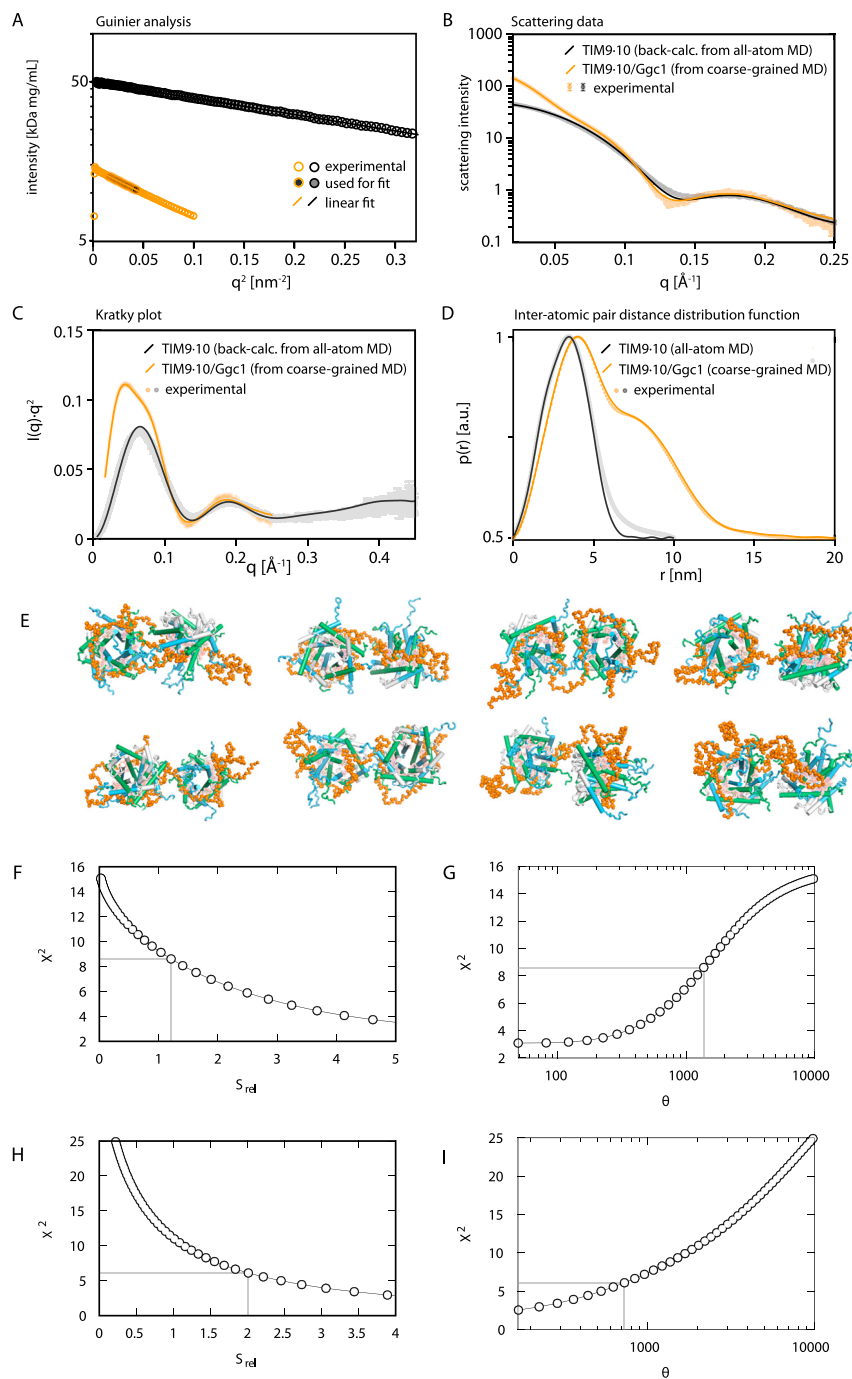 A
Guinier analysis
intensity [kDa mg/mL]
50
5
0
0.05
0.1
0.15
0.2
0.25
0.3
q² [nm⁻²]
experimental
used for fit
linear fit
B
Scattering data
TIM9·10 (back-calc. from all-atom MD)
TIM9·10/Ggc1 (from coarse-grained MD)
experimental
scattering intensity
1000
100
10
1
0.1
0
0.05
0.100
0.15
0.20
0.25
q [Å⁻¹]
C
Kratky plot
TIM9·10 (back-calc. from all-atom MD)
TIM9·10/Ggc1 (from coarse-grained MD)
experimental
I(q)·q²
0.15
0.1
0.05
0
0
0.1
0.2
0.3
0.4
q [Å⁻¹]
D
Inter-atomic pair distance distribution function
TIM9·10 (all-atom MD)
TIM9·10/Ggc1 (coarse-grained MD)
experimental
p(r) [a.u.]
1
0.5
0
5
10
15
20
r [nm]
E
F
χ²
16
14
12
10
8
6
4
2
0
1
2
3
4
5
S rel
G
χ²
16
14
12
10
8
6
4
2
100
1000
10000
θ
H
χ²
25
20
15
10
5
0
0
0.5
1
1.5
2
2.5
3
3.5
4
S rel
I
χ²
25
20
15
10
5
0
1000
10000
θ